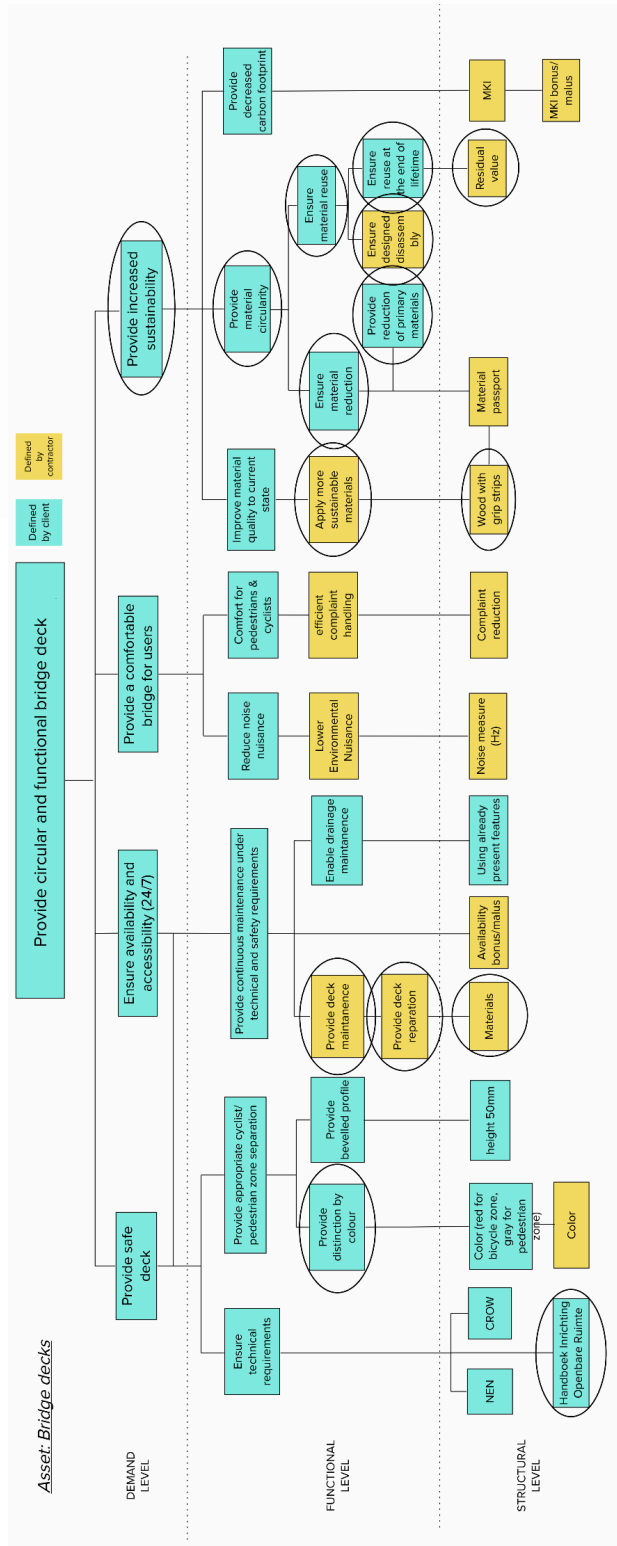 Asset: Bridge decks
Provide circular and functional bridge deck
Defined
by client
Defined
by
contractor
DEMAND
LEVEL
Provide safe
deck
Ensure availability and
accessibility (24/7)
Provide a comfortable
bridge for users
Provide increased
sustainability
FUNCTIONAL
LEVEL
Ensure
technical
requirements
Provide appropriate cyclist/
pedestrian zone separation
Provide continuous maintenance under
technical and safety requirements
Reduce noise
nuisance
Comfort for
pedestrians &
cyclists
Improve material
quality to current
state
Provide
material
circularity
Provide
decreased
carbon footprint
Provide
distinction by
colour
Provide
bevelled profile
Provide deck
maintanence
Provide deck
reparation
Enable drainage
maintanence
Lower
Environmental
Nuisance
efficient
complaint
handling
Apply more
sustainable
materials
Ensure
material
reduction
Provide
reduction
of primary
materials
Ensure
material reuse
Ensure
designed
disassem
bly
Ensure
reuse at
the end of
lifetime
STRUCTURAL
LEVEL
NEN
CROW
Handboek Inrichting
Openbare Ruimte
Color (red for
bicycle zone,
gray for
pedestrian
zone)
Color
height 50mm
Materials
Availability
bonus/malus
Using already
present features
Noise measure
(Hz)
Complaint
reduction
Wood with
grip strips
Material
passport
Residual
value
MKI
MKI bonus/
malus